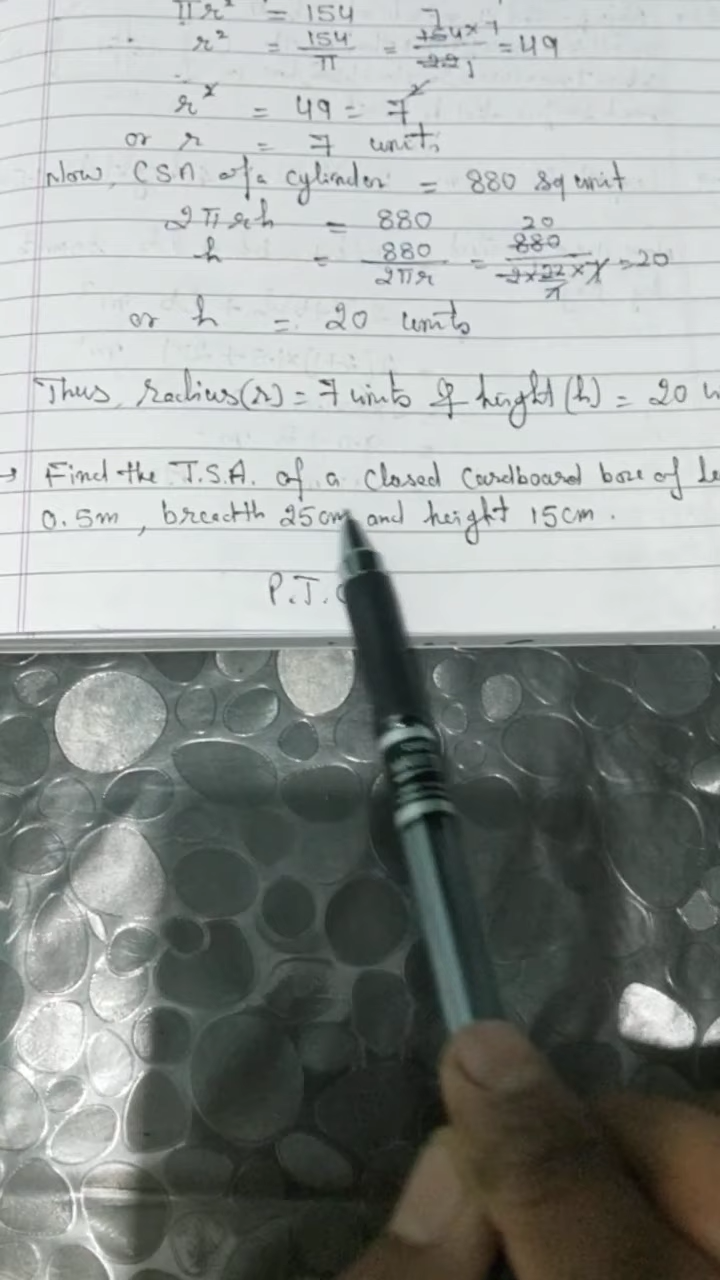 πr² = 154
r² = 154/π = 154×7/22 = 49
r² = 49 = 7²
or r = 7 units
Now, CSA of a cylinder = 880 sq unit
2πrh = 880
h = 880/2πr = 880/2×22/7×7 = 20
or h = 20 units
Thus, radius(r) = 7 units & height (h) = 20
→ Find the T.S.A. of a closed cardboard box of
0.5m, breadth 25cm and height 15cm.
P.T.